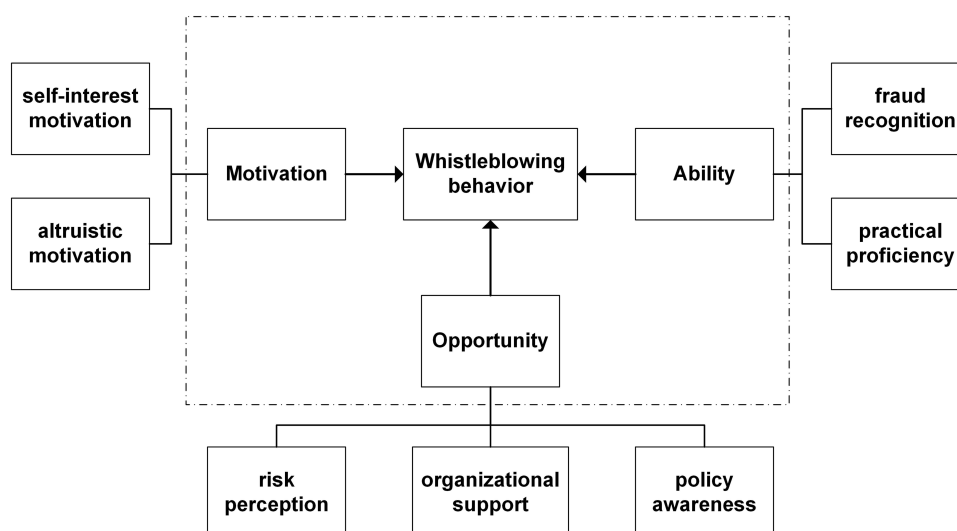 self-interest
motivation
altruistic
motivation
Motivation
Whistleblowing
behavior
Ability
fraud
recognition
practical
proficiency
Opportunity
risk
perception
organizational
support
policy
awareness